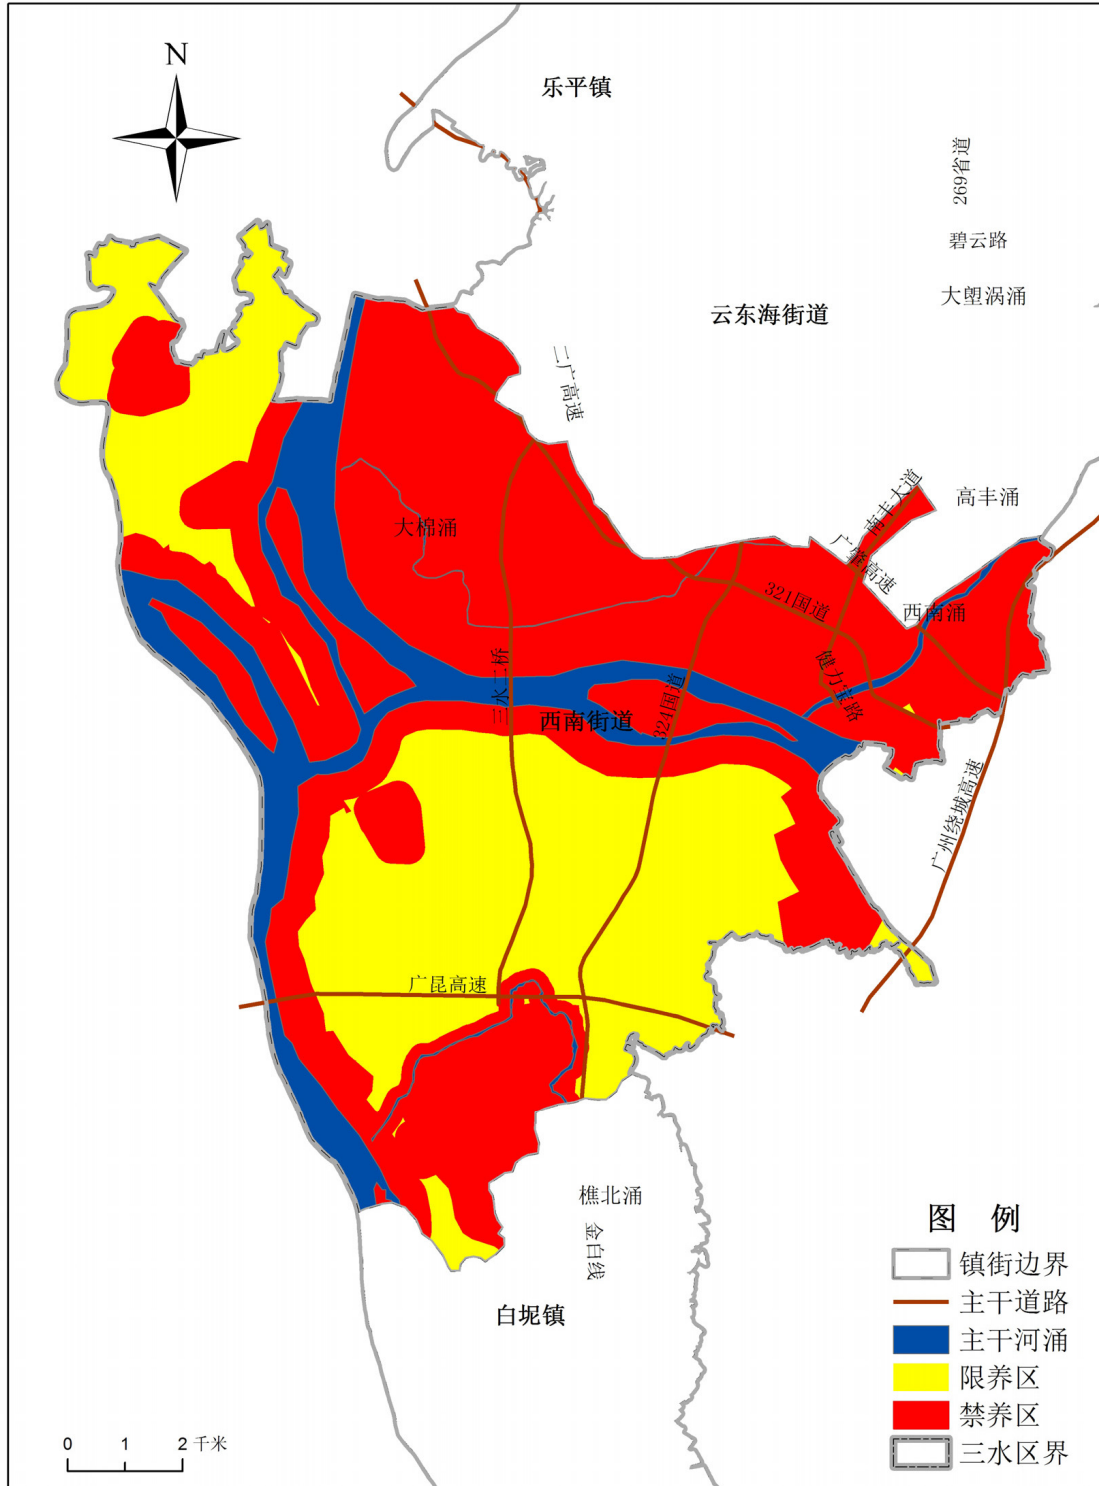 N
乐平镇
269省道
碧云路
大塱涡涌
云东海街道
二广高速
南丰大道
高丰涌
大棉涌
广肇高速
321国道
西南涌
健力宝路
三水二桥
324国道
西南街道
广州绕城高速
广昆高速
樵北涌
金白线
白坭镇
图 例
镇街边界
主干道路
主干河涌
限养区
禁养区
三水区界
0 1 2 千米